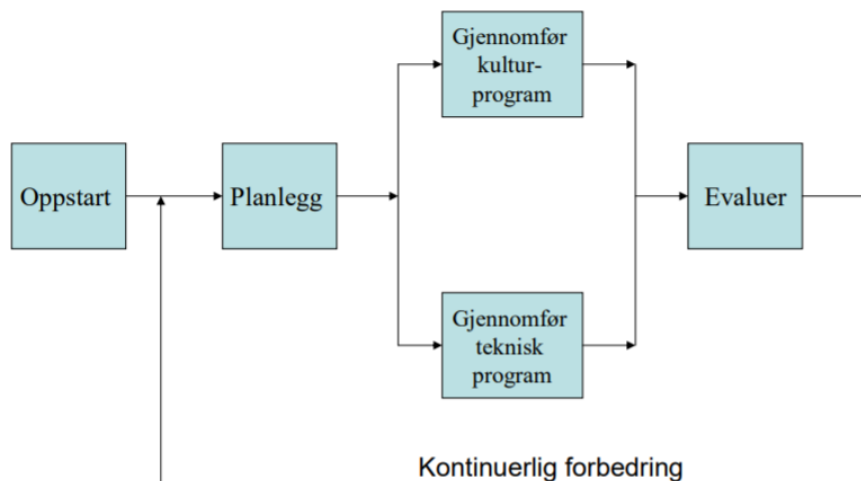 Oppstart
Planlegg
Gjennomfør
kultur-
program
Gjennomfør
teknisk
program
Evaluer
Kontinuerlig forbedring